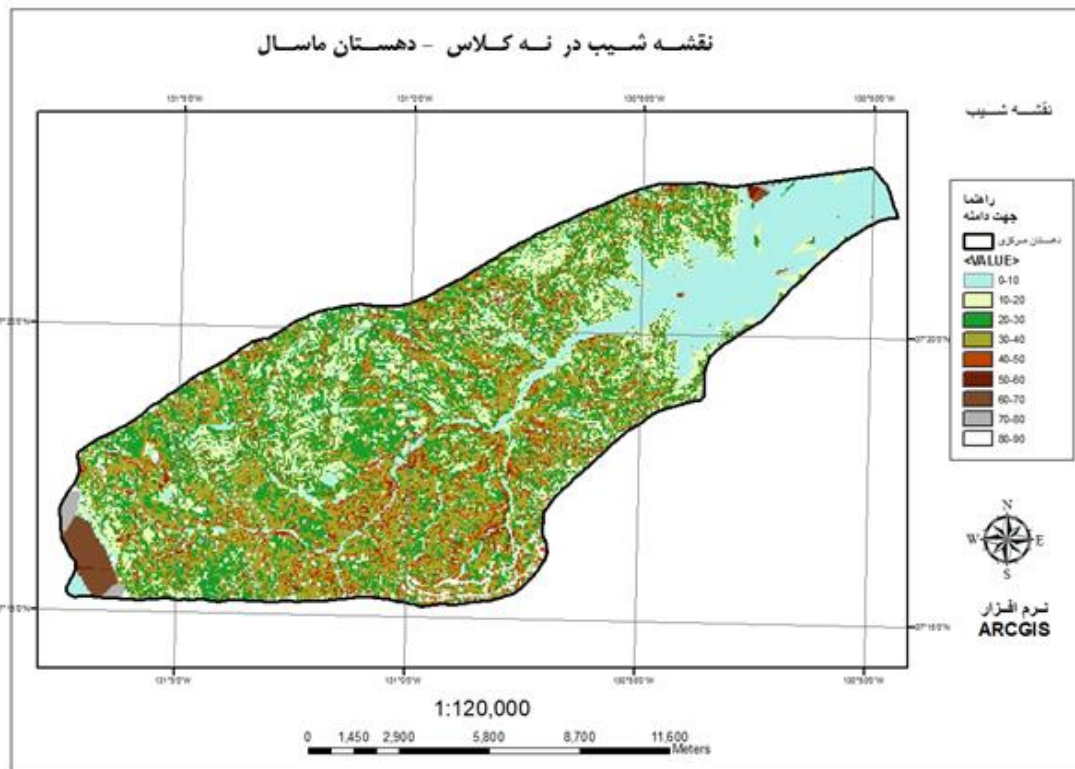 نقشه شیب در نه کلاس - دهستان ماسال
نقشه شیب
راهنما
جهت دامنه
دهستان مرکزی
<VALUE>
0-10
10-20
20-30
30-40
40-50
50-60
60-70
70-80
80-90
N
W E
S
نرم افزار
ARCGIS
1:120,000
0 1,450 2,900 5,800 8,700 11,600
Meters